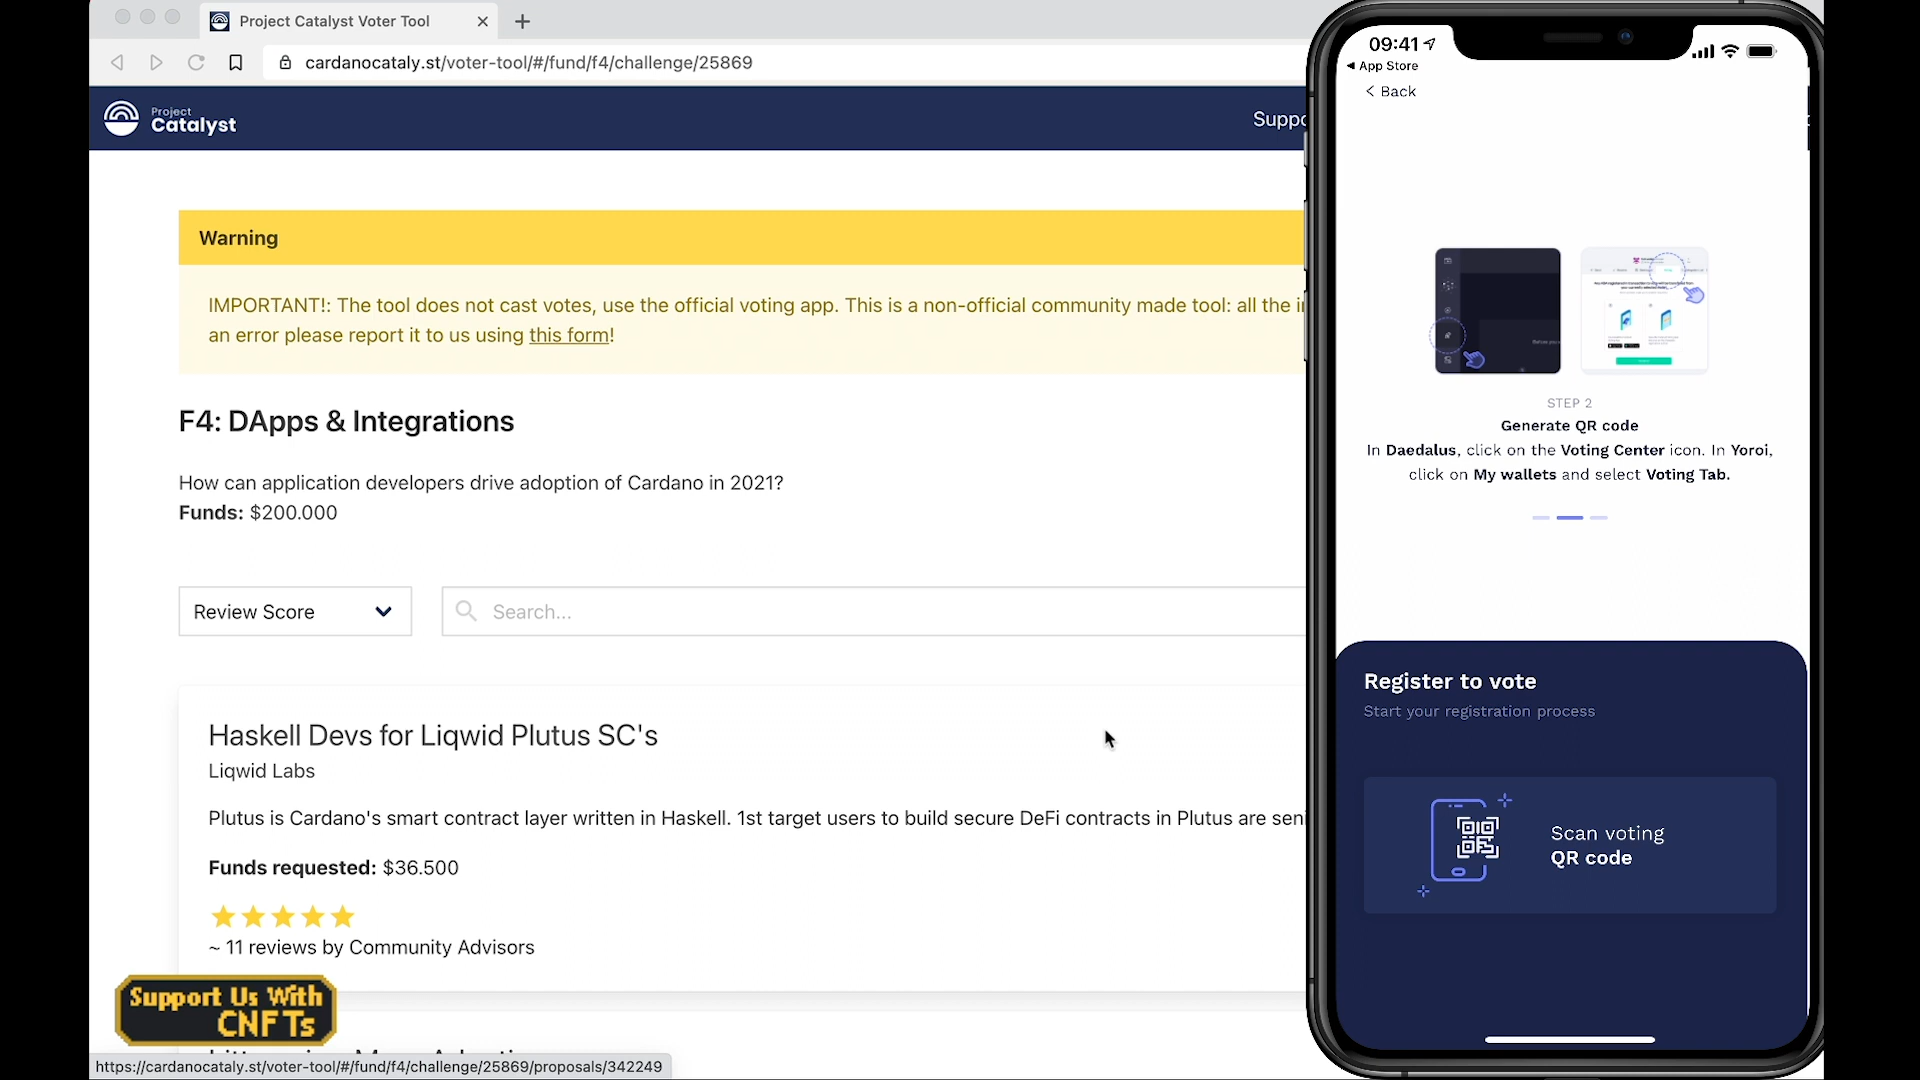 Project Catalyst Voter Tool
cardanocataly.st/voter-tool/#/fund/f4/challenge/25869
Project
Catalyst
Suppo
Warning
IMPORTANT!: The tool does not cast votes, use the official voting app. This is a non-official community made tool: all the i
an error please report it to us using this form!
F4: DApps & Integrations
How can application developers drive adoption of Cardano in 2021?
Funds: $200.000
Review Score
Search...
Haskell Devs for Liqwid Plutus SC's
Liqwid Labs
Plutus is Cardano's smart contract layer written in Haskell. 1st target users to build secure DeFi contracts in Plutus are seni
Funds requested: $36.500
~ 11 reviews by Community Advisors
Support Us With
CNFTs
https://cardanocataly.st/voter-tool/#/fund/f4/challenge/25869/proposals/342249
09:41
App Store
Back
STEP 2
Generate QR code
In Daedalus, click on the Voting Center icon. In Yoroi,
click on My wallets and select Voting Tab.
Register to vote
Start your registration process
Scan voting
QR code